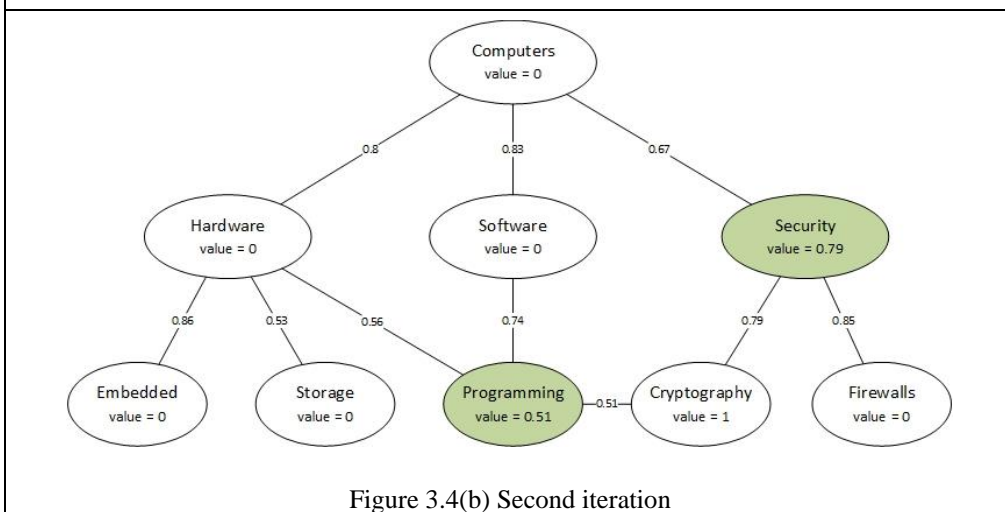 Computers
value = 0
0.8
0.83
0.67
Hardware
value = 0
Software
value = 0
Security
value = 0.79
0.86
0.53
0.56
0.74
0.79
0.85
Embedded
value = 0
Storage
value = 0
Programming
value = 0.51
0.51
Cryptography
value = 1
Firewalls
value = 0
Figure 3.4(b) Second iteration